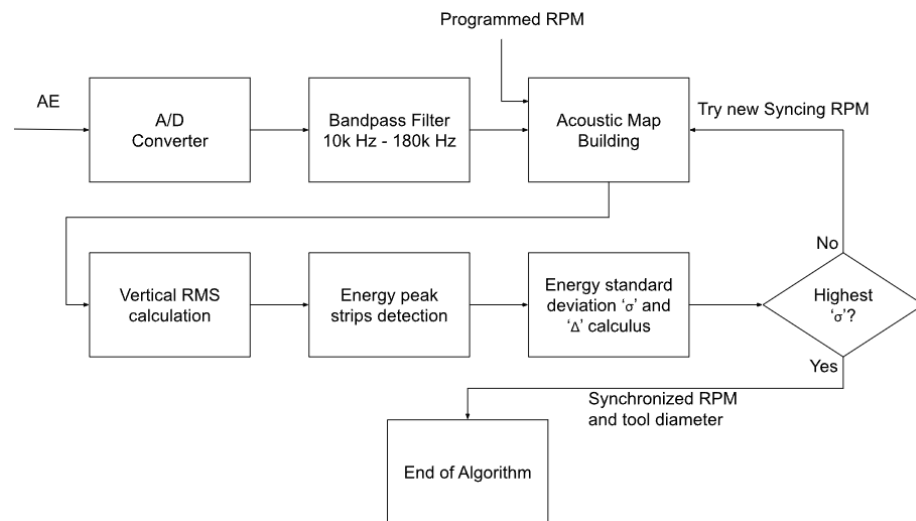 Programmed RPM
AE
A/D
Converter
Bandpass Filter
10k Hz - 180k Hz
Acoustic Map
Building
Try new Syncing RPM
Vertical RMS
calculation
Energy peak
strips detection
Energy standard
deviation ‘σ’ and
‘Δ’ calculus
No
Highest
‘σ’?
Yes
Synchronized RPM
and tool diameter
End of Algorithm